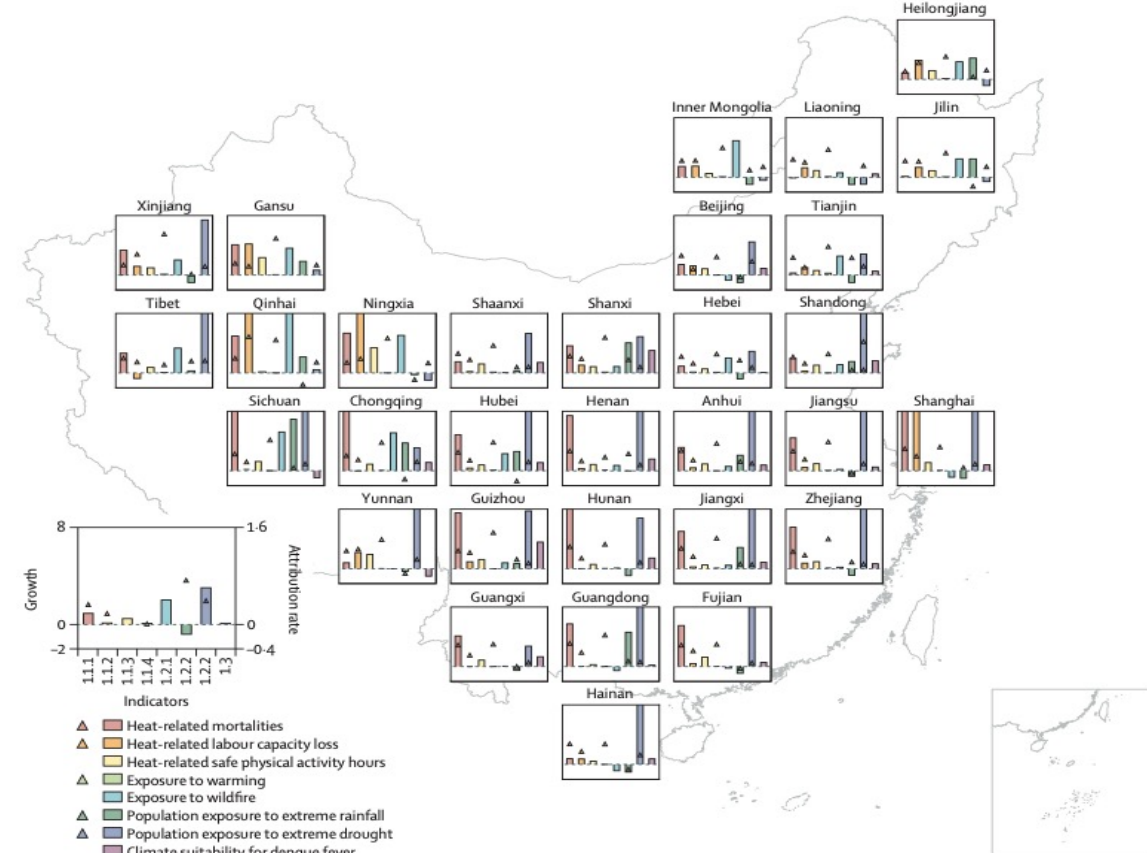 Heilongjiang
Inner Mongolia Liaoning Jilin
Xinjiang Gansu Beijing Tianjin
Tibet Qinhai Ningxia Shaanxi Shanxi Hebei Shandong
Sichuan Chongqing Hubei Henan Anhui Jiangsu Shanghai
Yunnan Guizhou Hunan Jiangxi Zhejiang
Guangxi Guangdong Fujian
Hainan
8 1·6
Growth
Attribution rate
0 0
–2 –0·4
1.1.1 1.1.2 1.1.3 1.1.4 1.2.1 1.2.2 1.2.2 1.3
Indicators
Heat-related mortalities
Heat-related labour capacity loss
Heat-related safe physical activity hours
Exposure to warming
Exposure to wildfire
Population exposure to extreme rainfall
Population exposure to extreme drought
Climate suitability for dengue fever